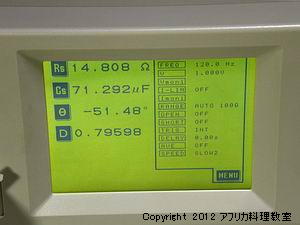 Rs 14.808 Ω
Cs 71.292uF
θ -51.48°
D 0.79598
FREQ 120.0 Hz
V 1.000V
Vmoni
I-LIM OFF
Imoni
RANGE AUTO 100Ω
OPEN OFF
SHORT OFF
TRIG INT
DELAY 0.00s
AVE OFF
SPEED SLOW2
MENU
Copyright 2012 アフリカ料理教室